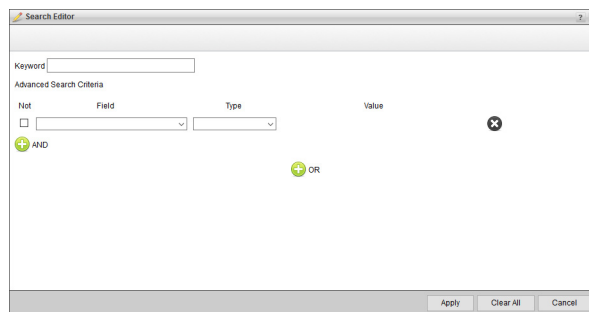 Search Editor ?
Keyword
Advanced Search Criteria
Not Field Type Value
AND
OR
Apply Clear All Cancel